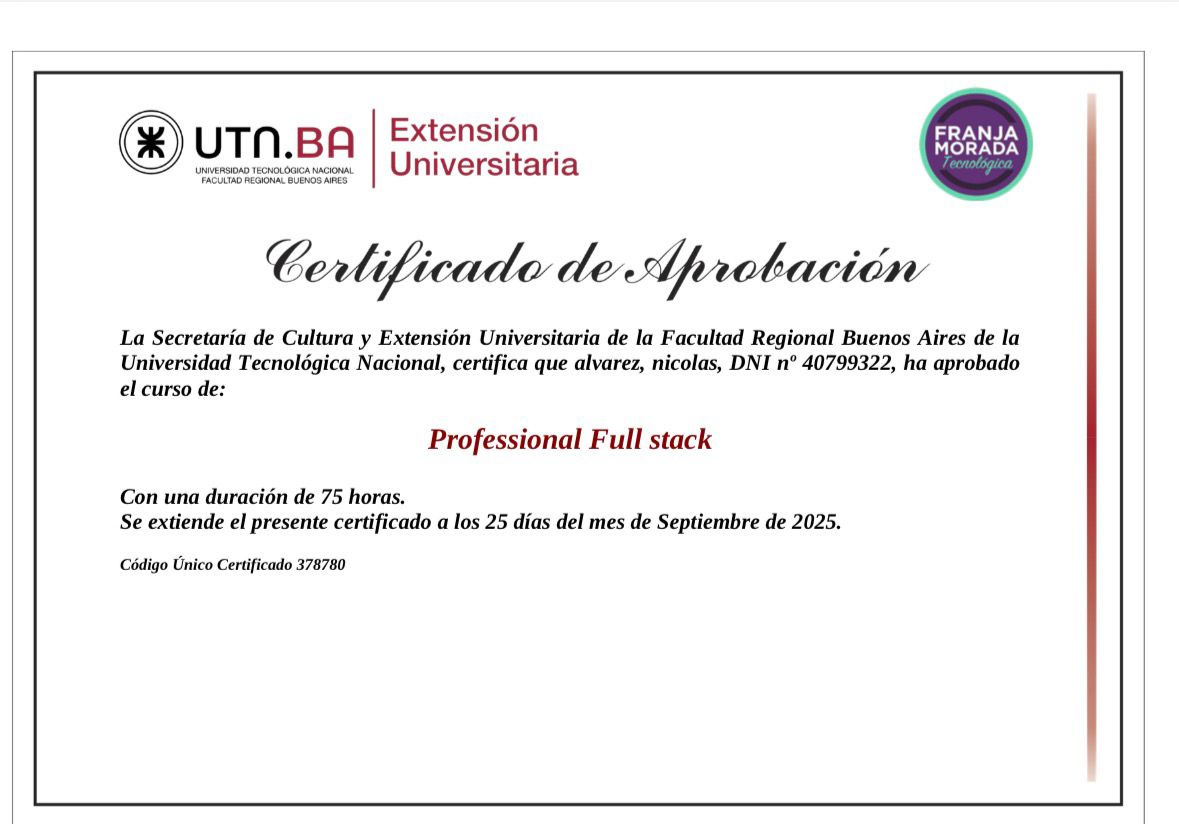 UTN.BA
UNIVERSIDAD TECNOLÓGICA NACIONAL
FACULTAD REGIONAL BUENOS AIRES
Extensión
Universitaria
FRANJA
MORADA
Tecnológica
Certificado de Aprobación
La Secretaría de Cultura y Extensión Universitaria de la Facultad Regional Buenos Aires de la
Universidad Tecnológica Nacional, certifica que alvarez, nicolas, DNI nº 40799322, ha aprobado
el curso de:
Professional Full stack
Con una duración de 75 horas.
Se extiende el presente certificado a los 25 días del mes de Septiembre de 2025.
Código Único Certificado 378780